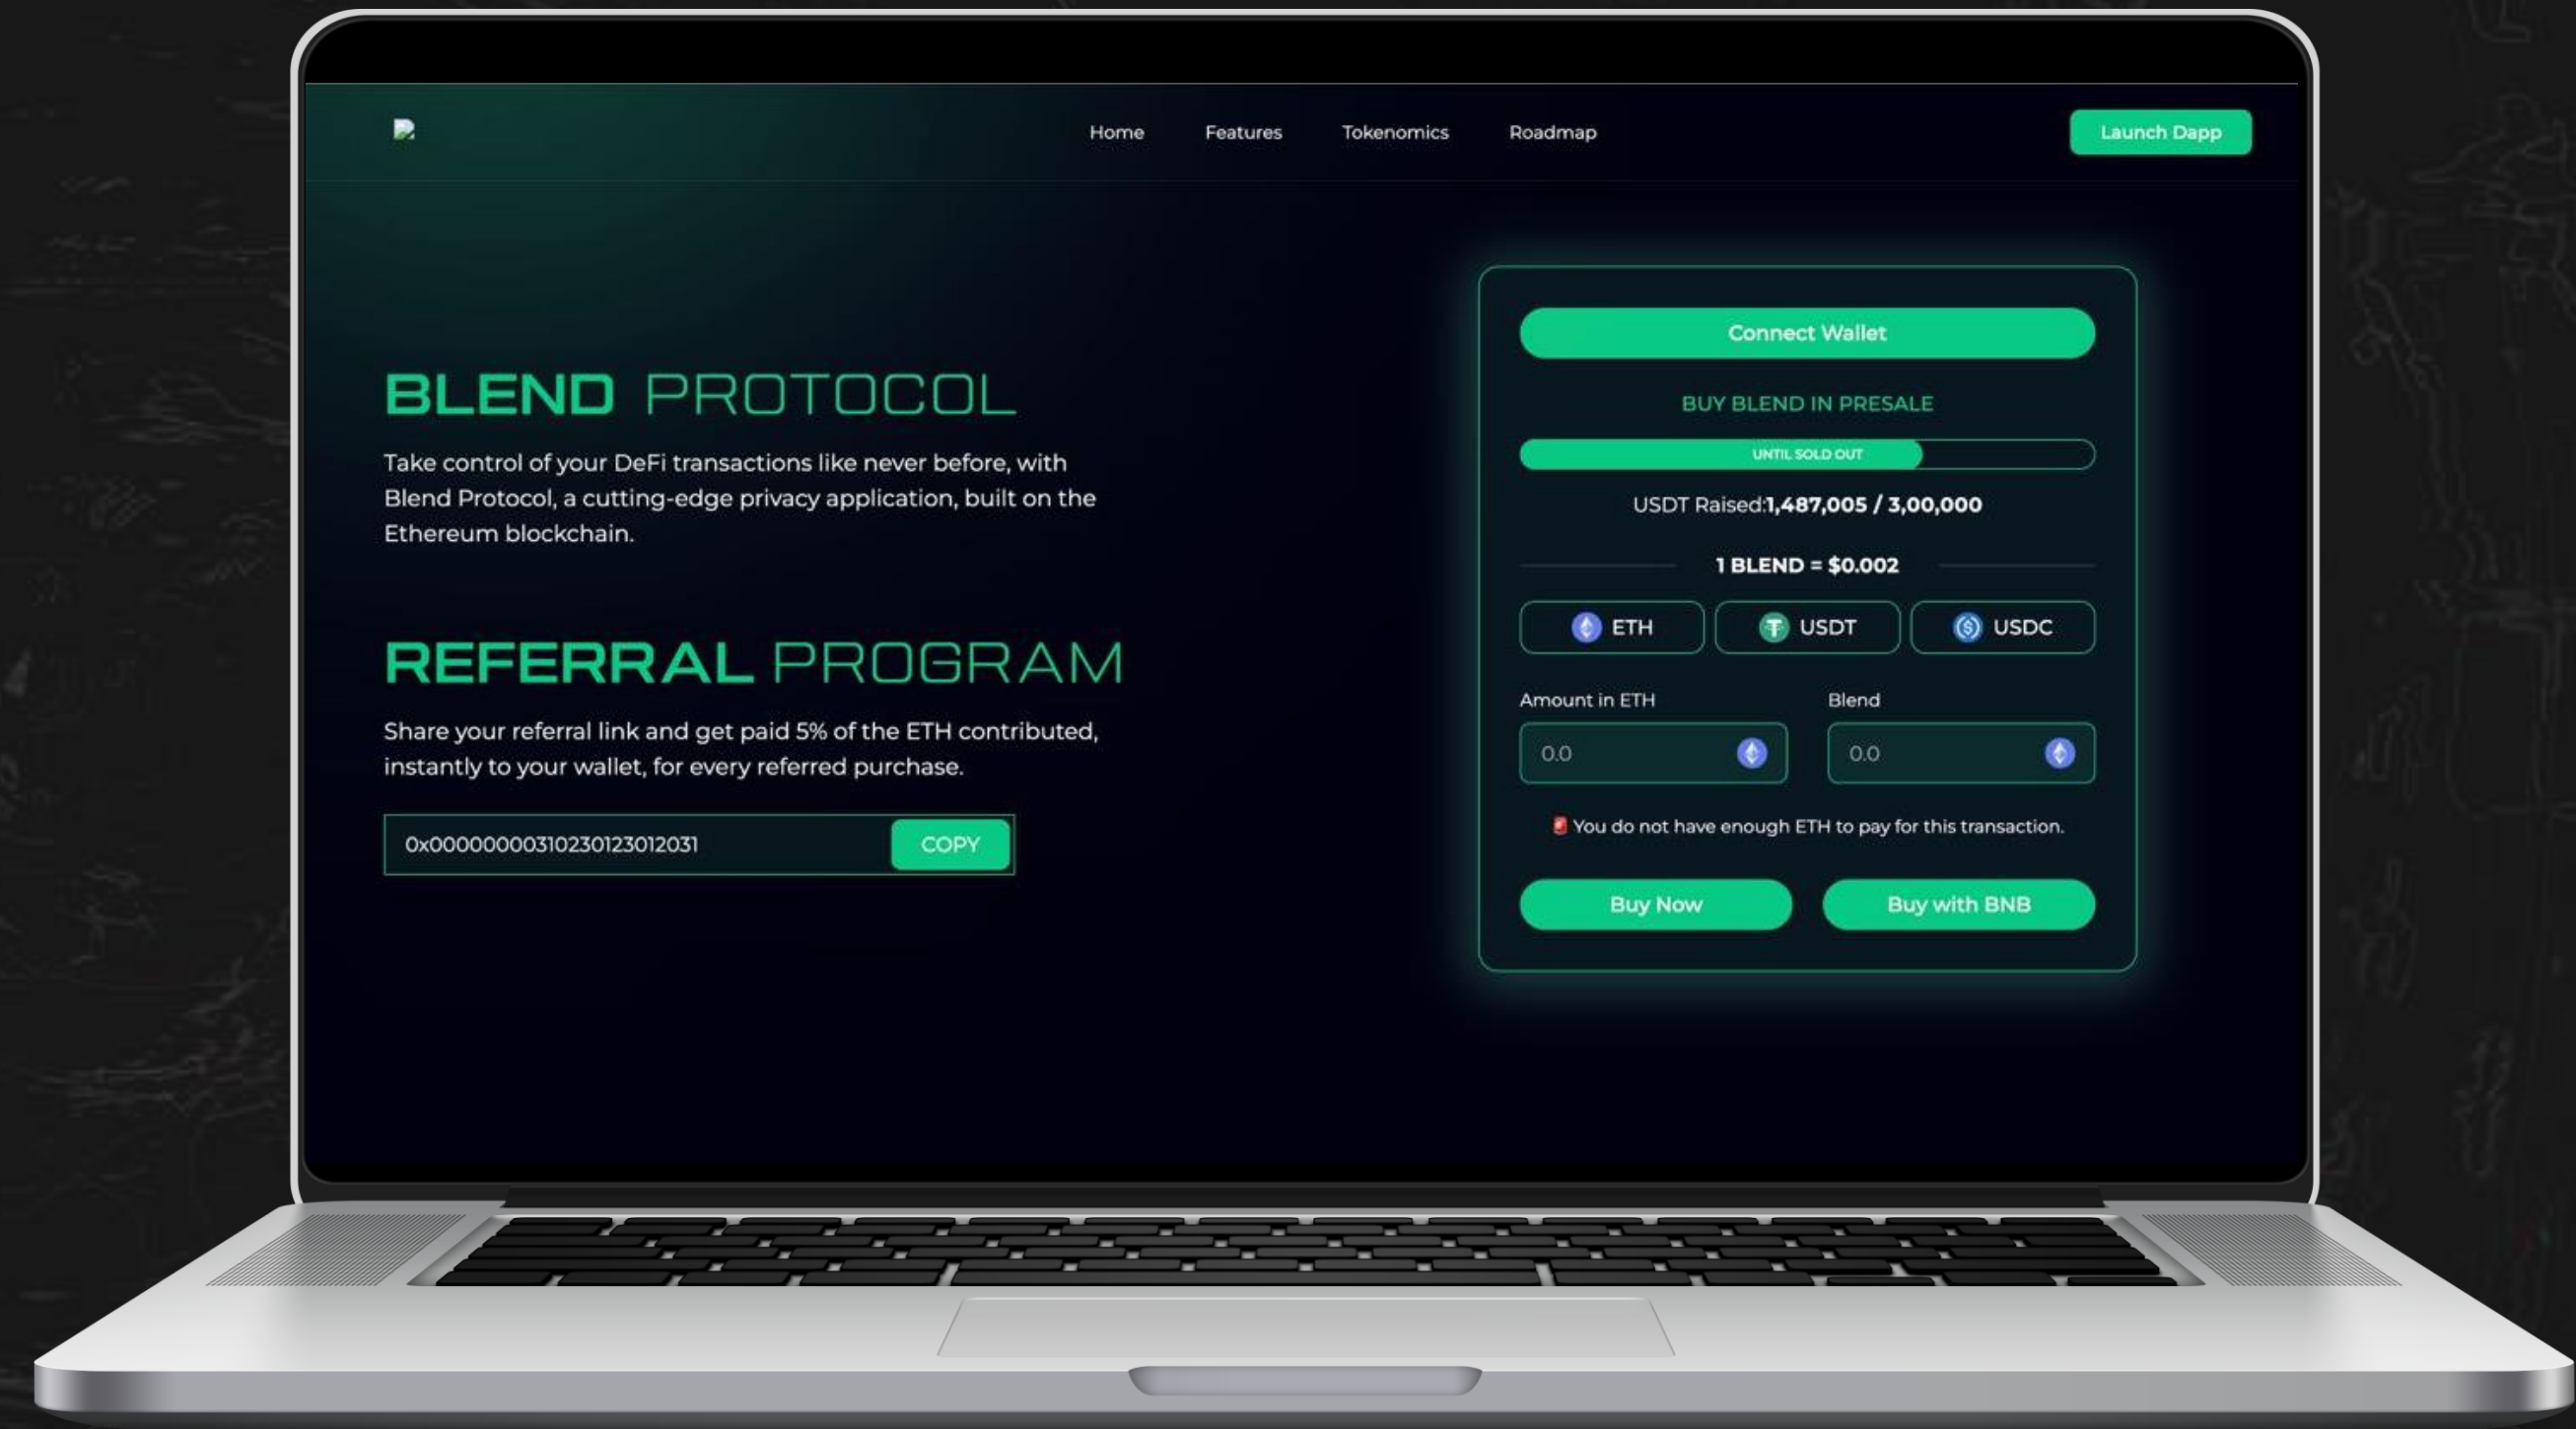 Home Features Tokenomics Roadmap Launch Dapp
BLEND PROTOCOL
Take control of your DeFi transactions like never before, with
Blend Protocol, a cutting-edge privacy application, built on the
Ethereum blockchain.
REFERRAL PROGRAM
Share your referral link and get paid 5% of the ETH contributed,
instantly to your wallet, for every referred purchase.
0x00000000310230123012031 COPY
Connect Wallet
BUY BLEND IN PRESALE
UNTIL SOLD OUT
USDT Raised:1,487,005 / 3,00,000
1 BLEND = $0.002
ETH USDT USDC
Amount in ETH Blend
0.0 0.0
You do not have enough ETH to pay for this transaction.
Buy Now Buy with BNB